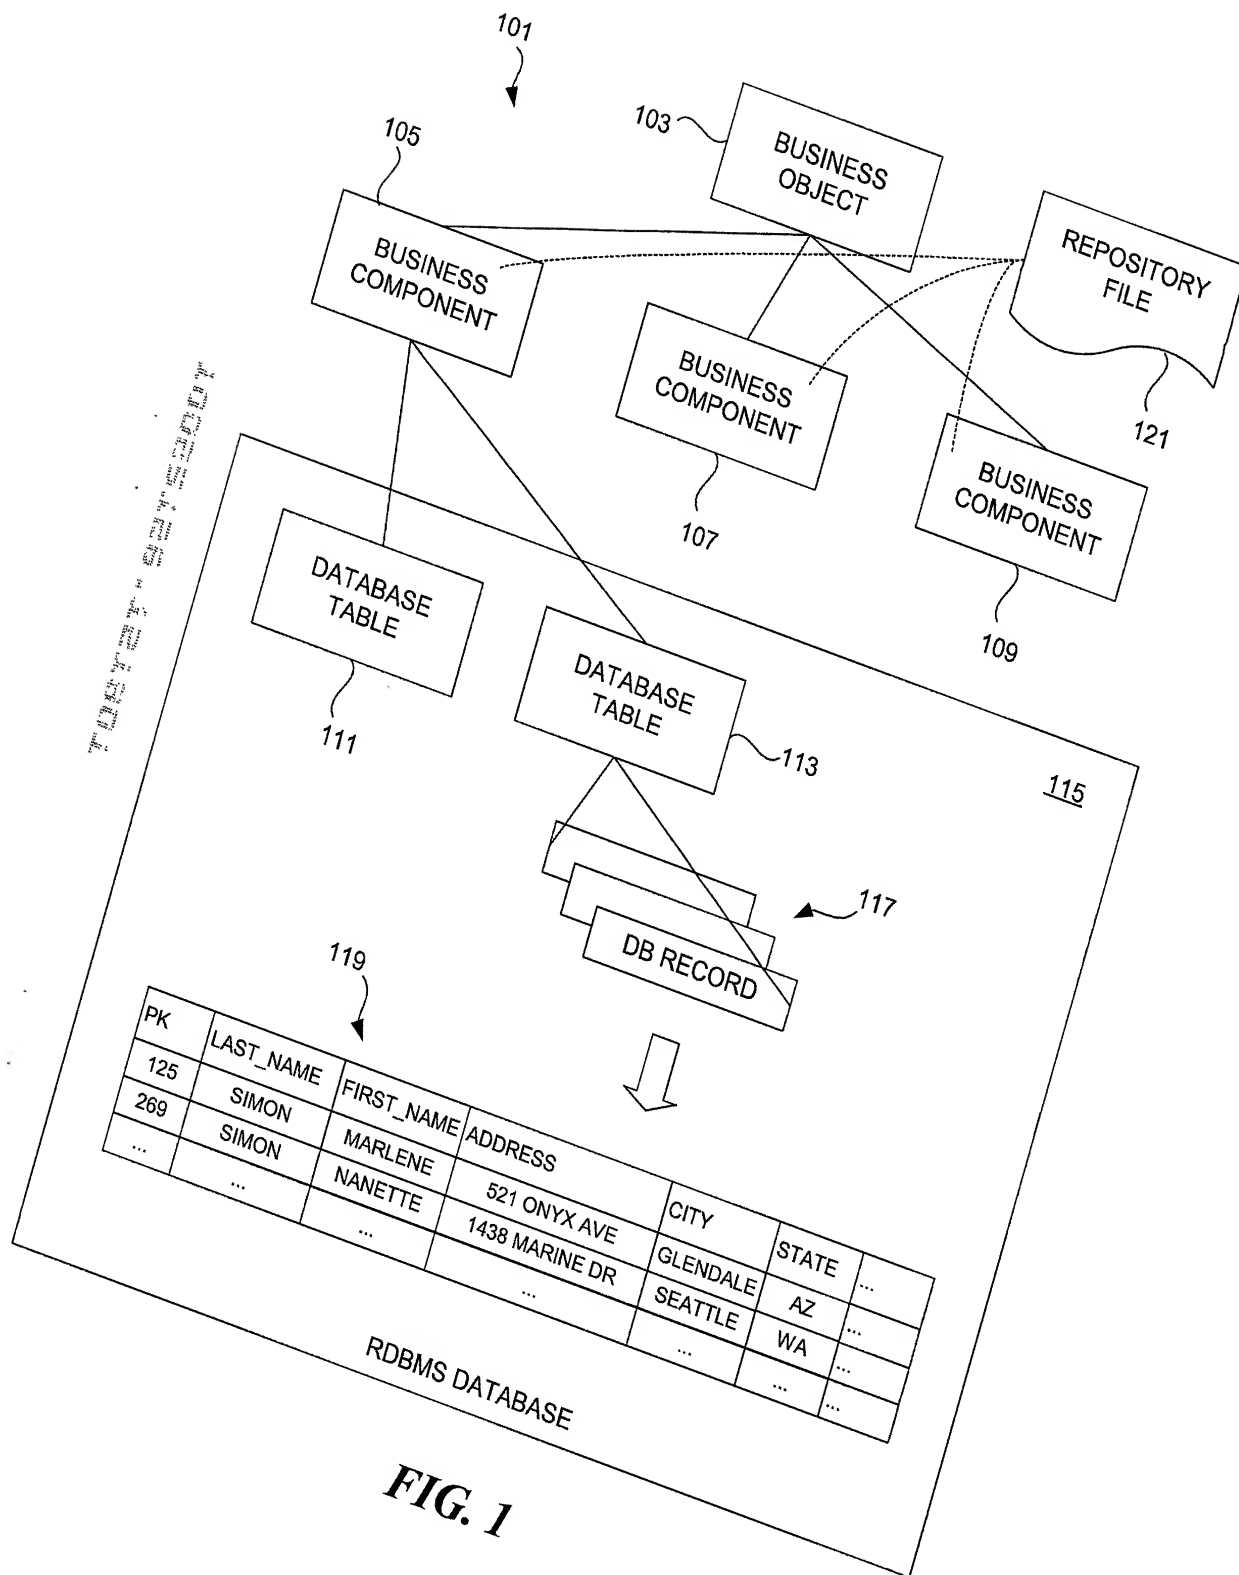 101
103
BUSINESS
OBJECT
105
BUSINESS
COMPONENT
REPOSITORY
FILE
121
BUSINESS
COMPONENT
107
BUSINESS
COMPONENT
109
DATABASE
TABLE
111
DATABASE
TABLE
113
115
117
DB RECORD
119
PK LAST_NAME FIRST_NAME ADDRESS CITY STATE ...
125 SIMON MARLENE 521 ONYX AVE GLENDALE AZ ...
269 SIMON NANETTE 1438 MARINE DR SEATTLE WA ...
... ... ... ... ... ... ...
RDBMS DATABASE
FIG. 1